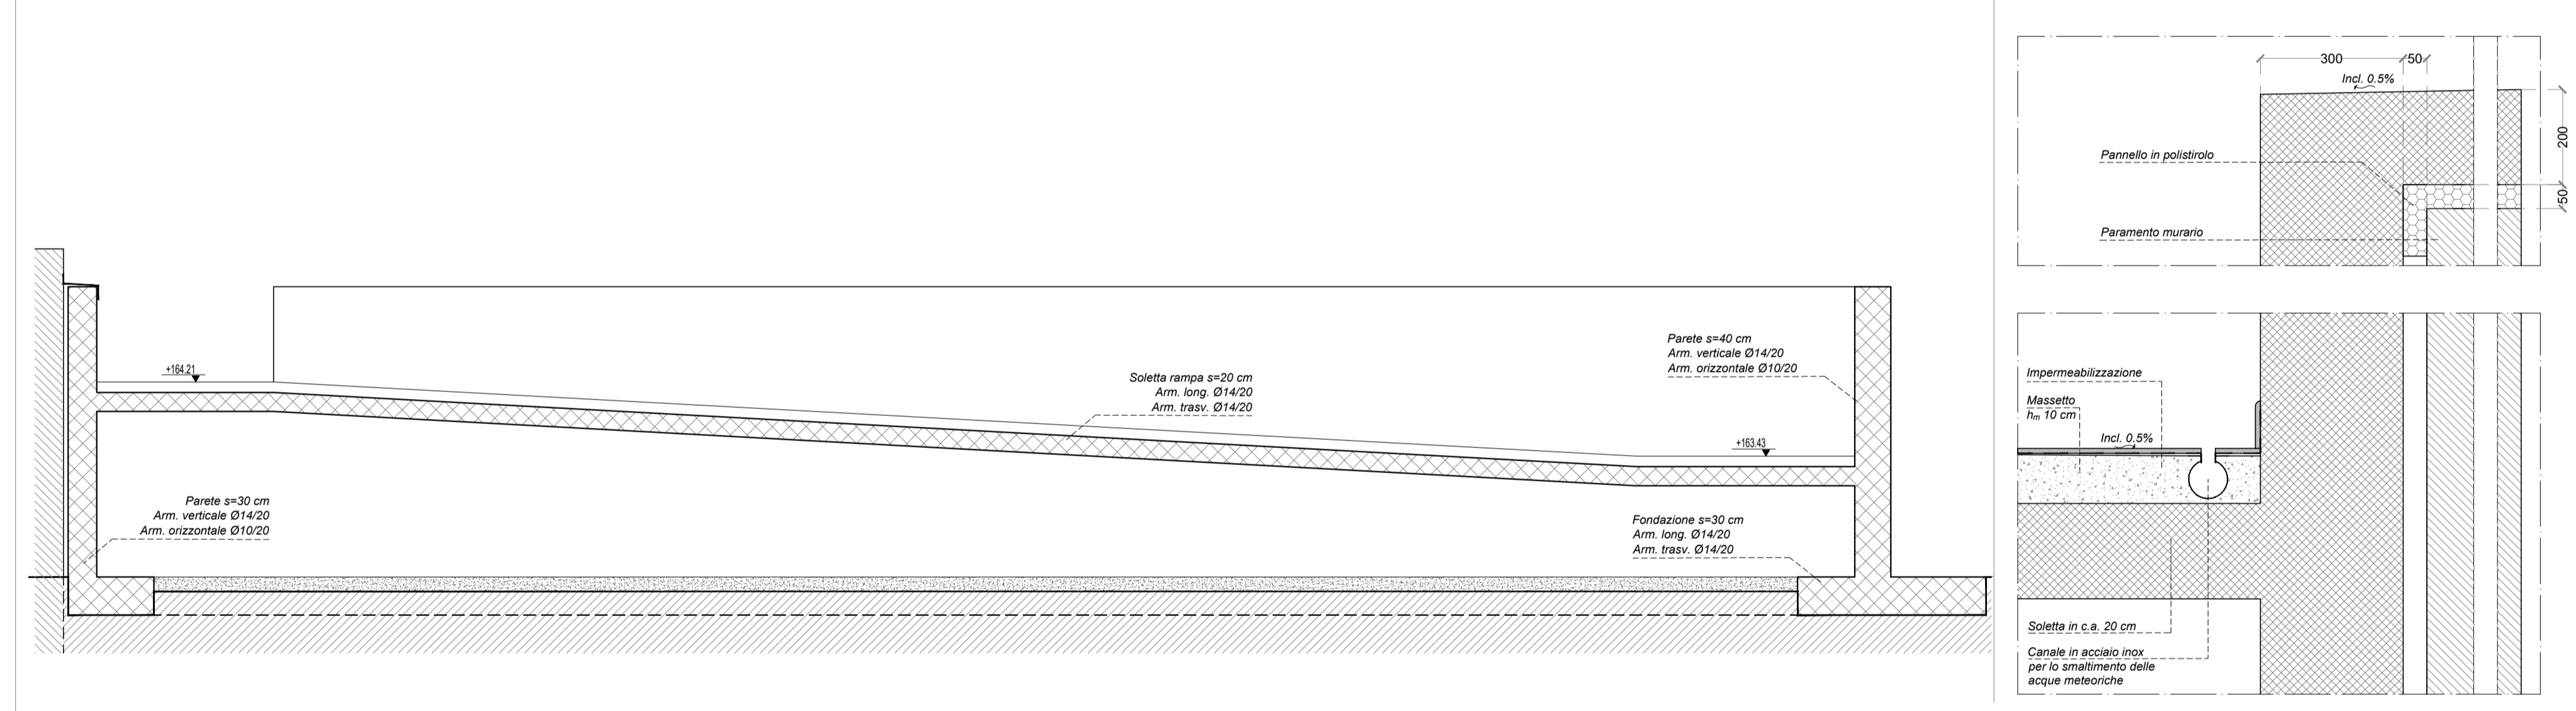 +164.21
Soletta rampa s=20 cm
Arm. long. Ø14/20
Arm. trasv. Ø14/20
Parete s=40 cm
Arm. verticale Ø14/20
Arm. orizzontale Ø10/20
+163.43
Parete s=30 cm
Arm. verticale Ø14/20
Arm. orizzontale Ø10/20
Fondazione s=30 cm
Arm. long. Ø14/20
Arm. trasv. Ø14/20
300
50
Incl. 0.5%
200
50
Pannello in polistirolo
Paramento murario
Impermeabilizzazione
Massetto
hm 10 cm
Incl. 0.5%
Soletta in c.a. 20 cm
Canale in acciaio inox
per lo smaltimento delle
acque meteoriche